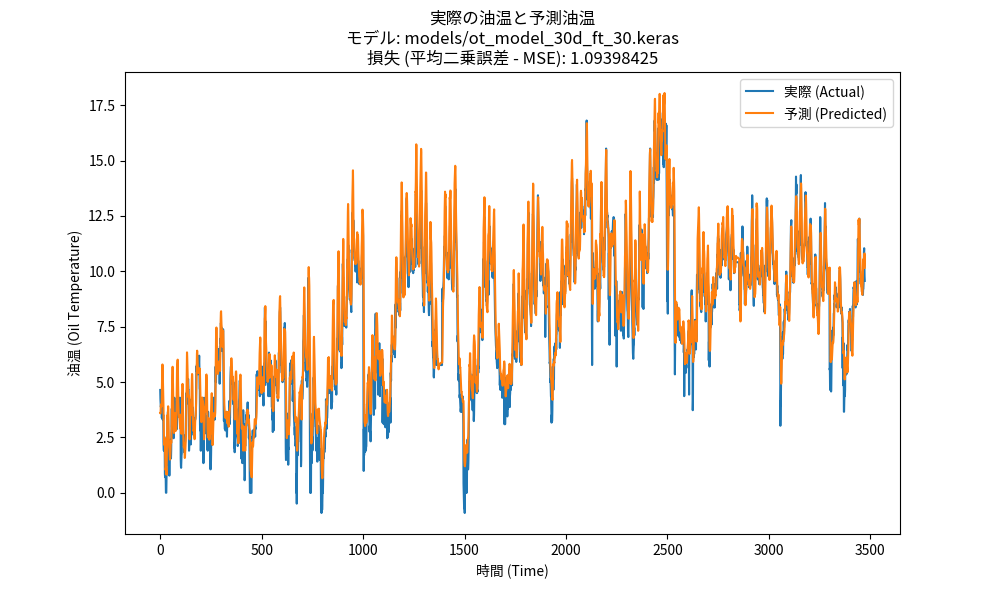 実際の油温と予測油温
モデル: models/ot_model_30d_ft_30.keras
損失 (平均二乗誤差 - MSE): 1.09398425
実際 (Actual)
予測 (Predicted)
油温 (Oil Temperature)
17.5
15.0
12.5
10.0
7.5
5.0
2.5
0.0
0 500 1000 1500 2000 2500 3000 3500
時間 (Time)